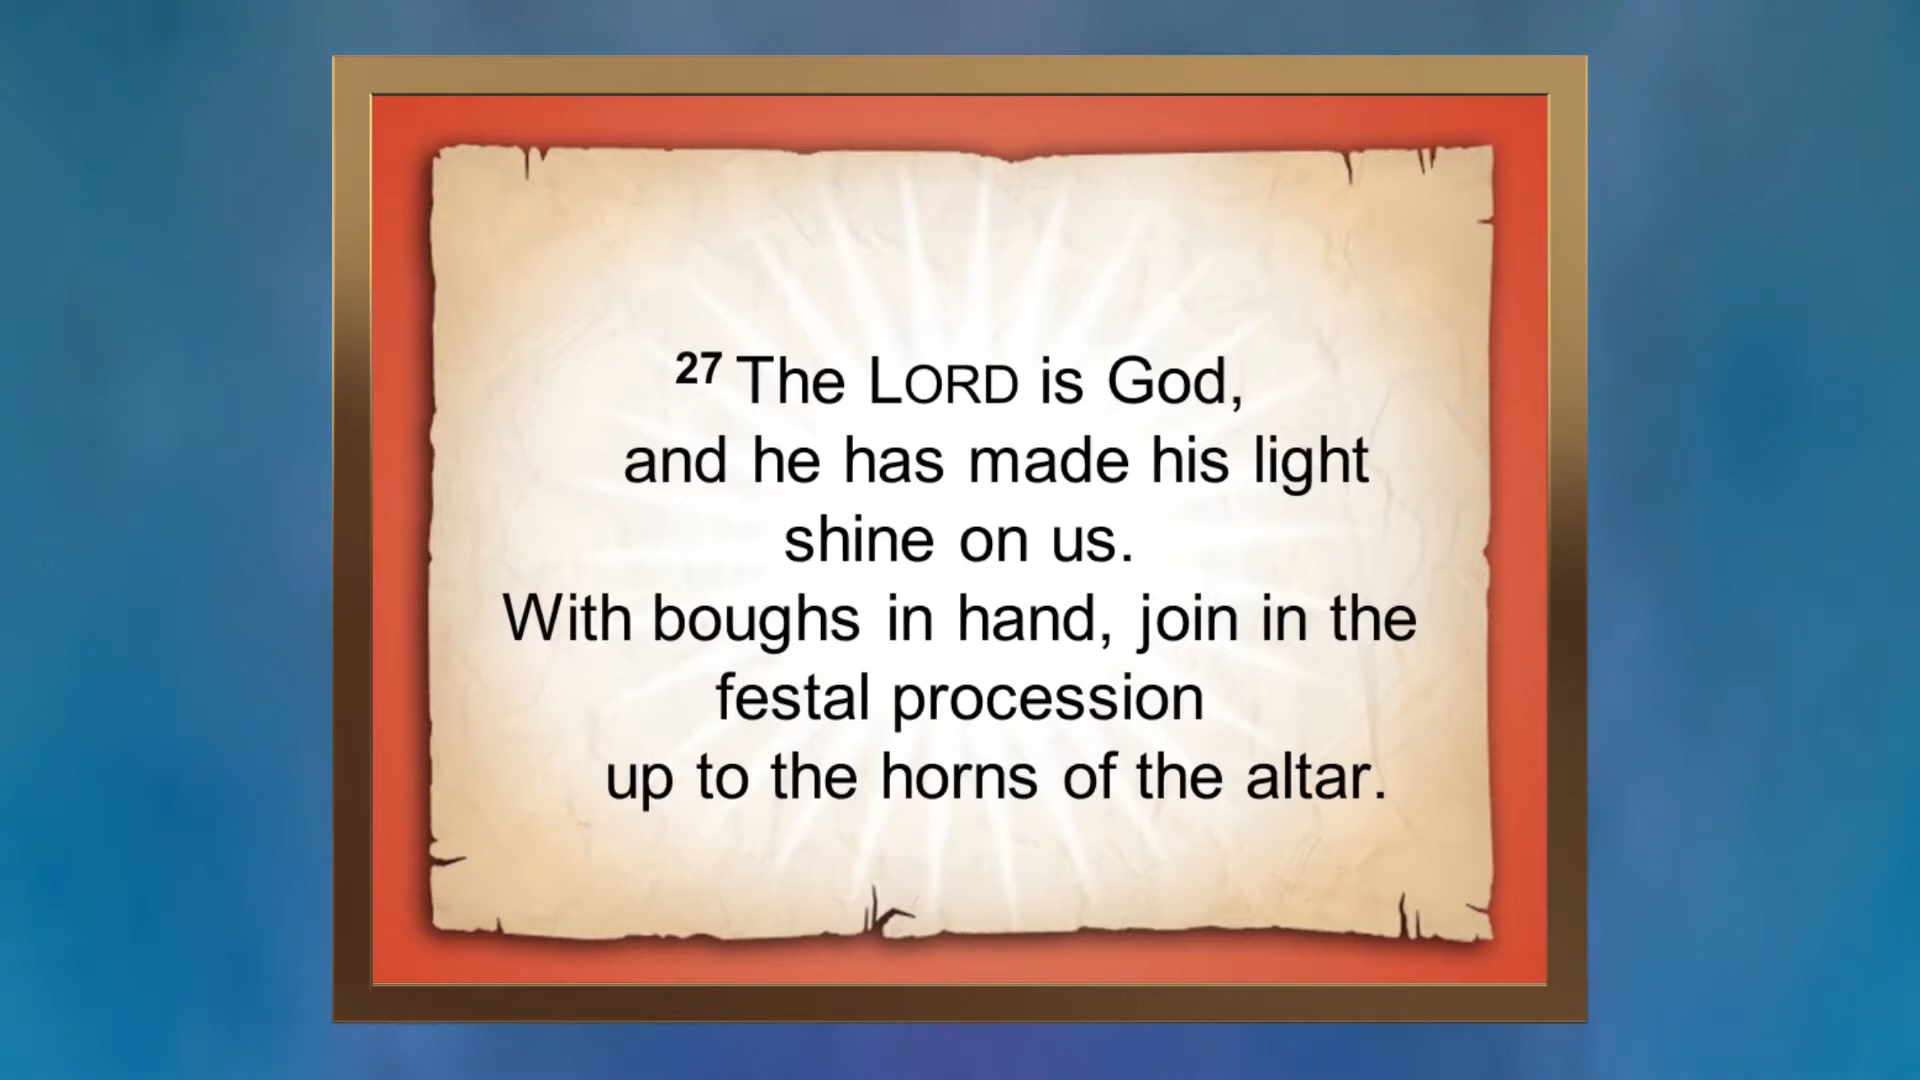 27 The LORD is God,
and he has made his light
shine on us.
With boughs in hand, join in the
festal procession
up to the horns of the altar.